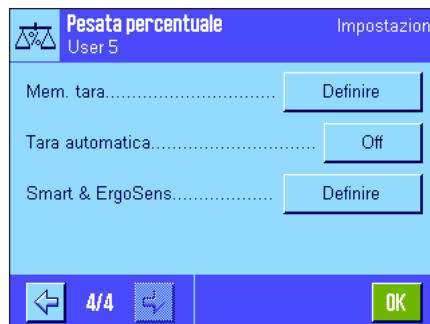 Pesata percentuale
Impostazion
User 5
Mem. tara.............................. Definire
Tara automatica............................. Off
Smart & ErgoSens.................. Definire
4/4
OK